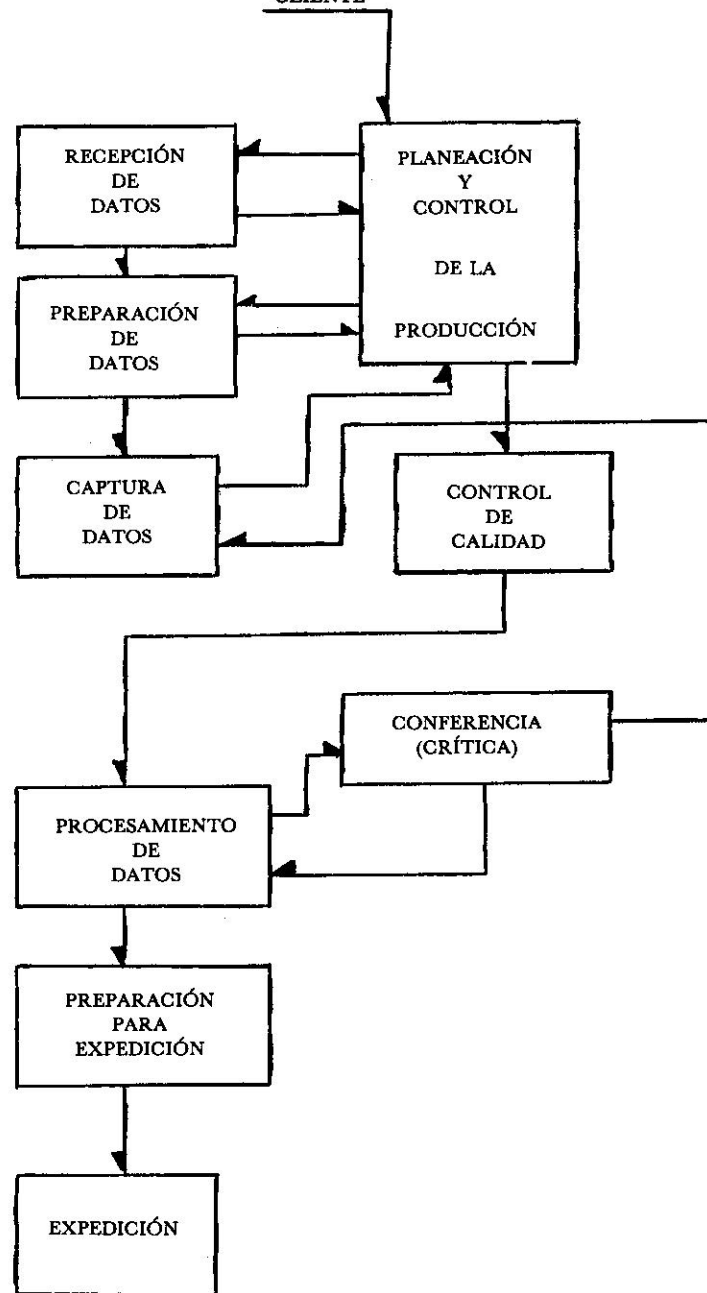 CLIENTE
RECEPCIÓN
DE
DATOS
PLANEACIÓN
Y
CONTROL
DE LA
PRODUCCIÓN
PREPARACIÓN
DE
DATOS
CAPTURA
DE
DATOS
CONTROL
DE
CALIDAD
CONFERENCIA
(CRÍTICA)
PROCESAMIENTO
DE
DATOS
PREPARACIÓN
PARA
EXPEDICIÓN
EXPEDICIÓN